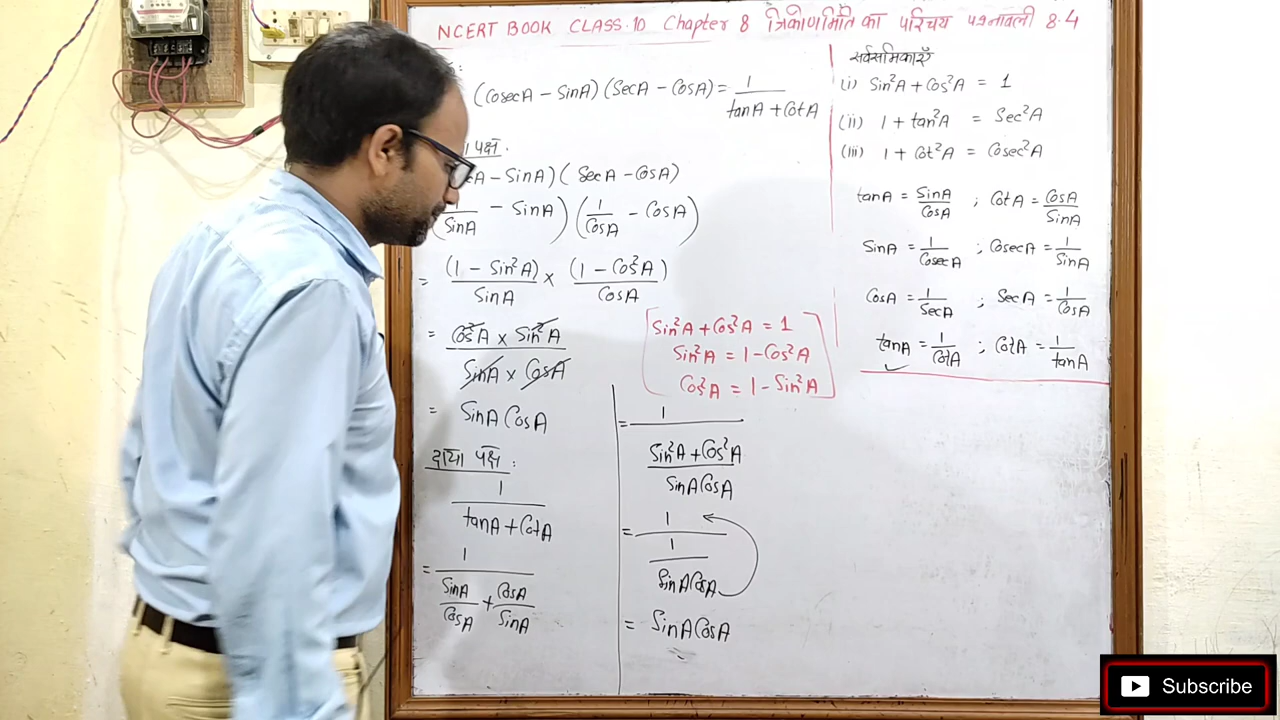 NCERT BOOK CLASS-10 Chapter 8 त्रिकोणमिति का परिचय प्रश्नावली 8.4
(CosecA - SinA) (SecA - CosA) = 1/(tanA + CotA)
पक्ष.
A - SinA) ( SecA - CosA)
(1/SinA - SinA) (1/CosA - CosA)
= (1 - Sin²A)/SinA × (1 - Cos²A)/CosA
= (Cos²A × Sin²A)/(SinA × CosA)
= SinA CosA
दाया पक्ष :
1/(tanA + CotA)
= 1/(SinA/CosA + CosA/SinA)
Sin²A + Cos²A = 1
Sin²A = 1 - Cos²A
Cos²A = 1 - Sin²A
= 1/((Sin²A + Cos²A)/(SinA CosA))
= 1/(1/(SinA CosA))
= SinA CosA
सर्वसमिकाएँ
(i) Sin²A + Cos²A = 1
(ii) 1 + tan²A = Sec²A
(iii) 1 + Cot²A = Cosec²A
tanA = SinA/CosA ; CotA = CosA/SinA
SinA = 1/CosecA ; CosecA = 1/SinA
CosA = 1/SecA ; SecA = 1/CosA
tanA = 1/CotA ; CotA = 1/tanA
Subscribe